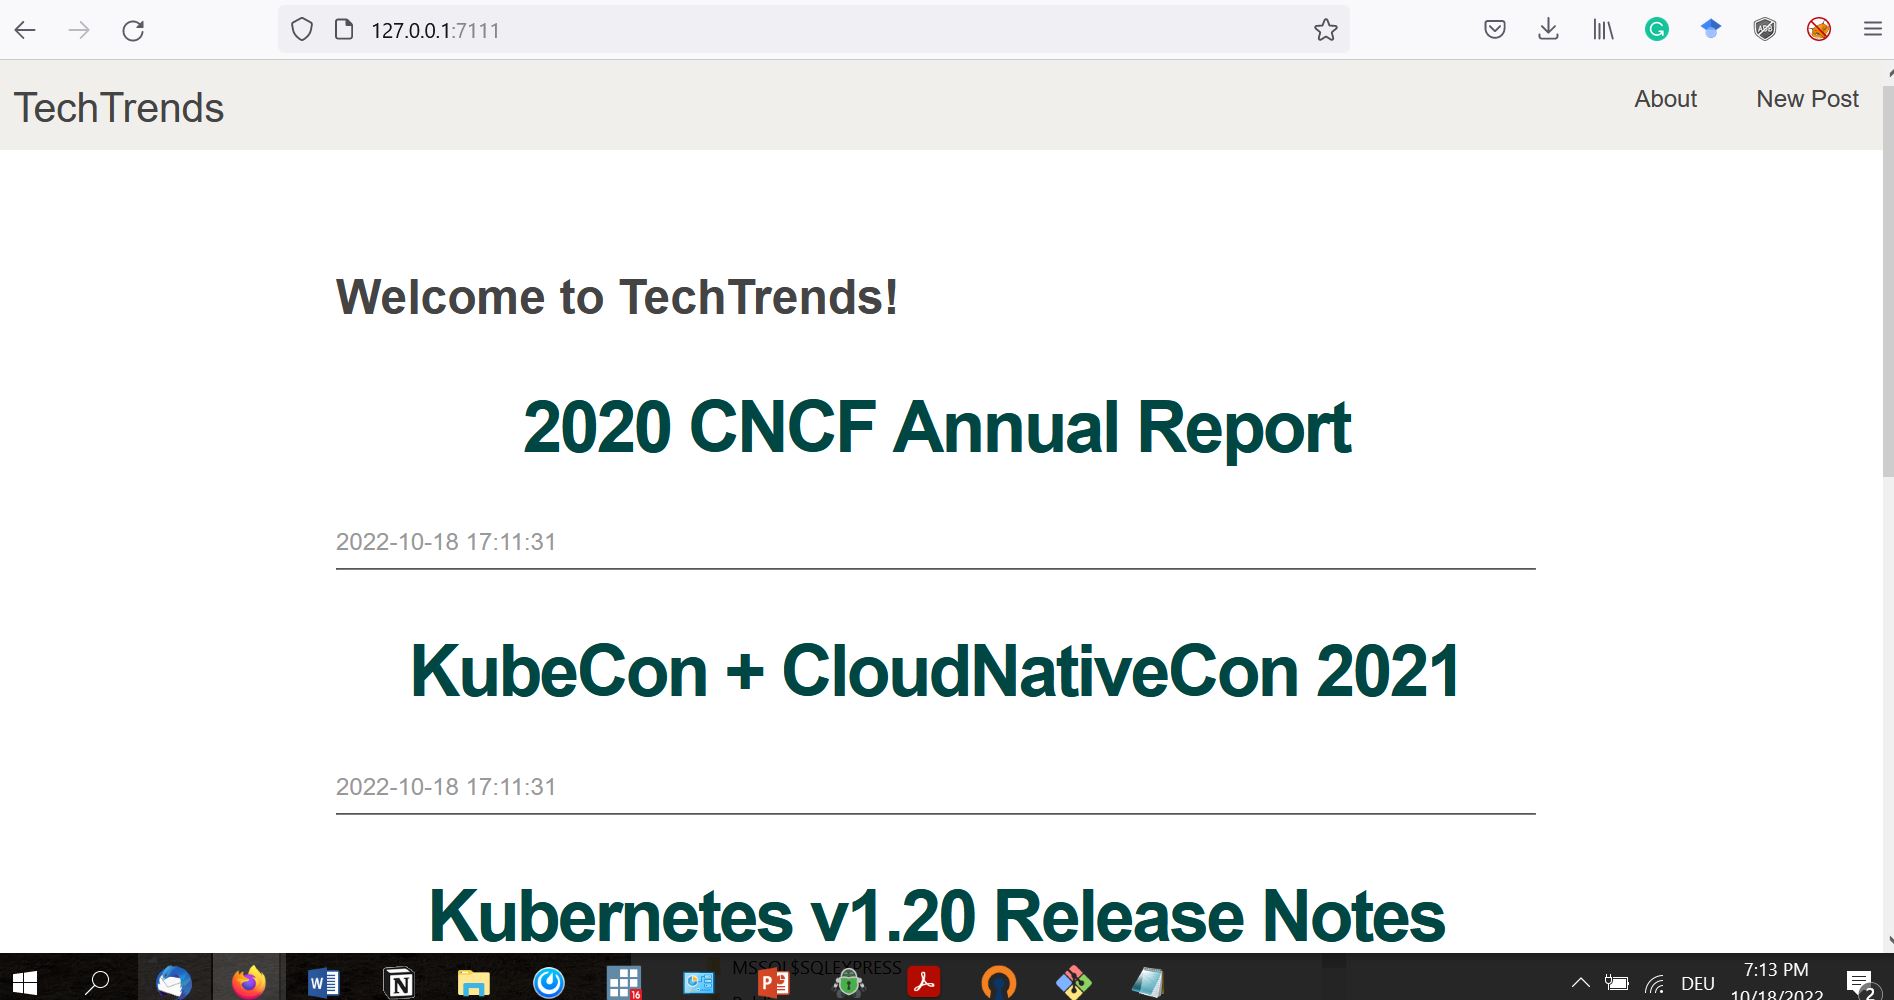 127.0.0.1:7111
TechTrends
About
New Post
Welcome to TechTrends!
2020 CNCF Annual Report
2022-10-18 17:11:31
KubeCon + CloudNativeCon 2021
2022-10-18 17:11:31
Kubernetes v1.20 Release Notes
MSSQL$SQLEXPRESS
16
DEU
7:13 PM
10/18/2022
2